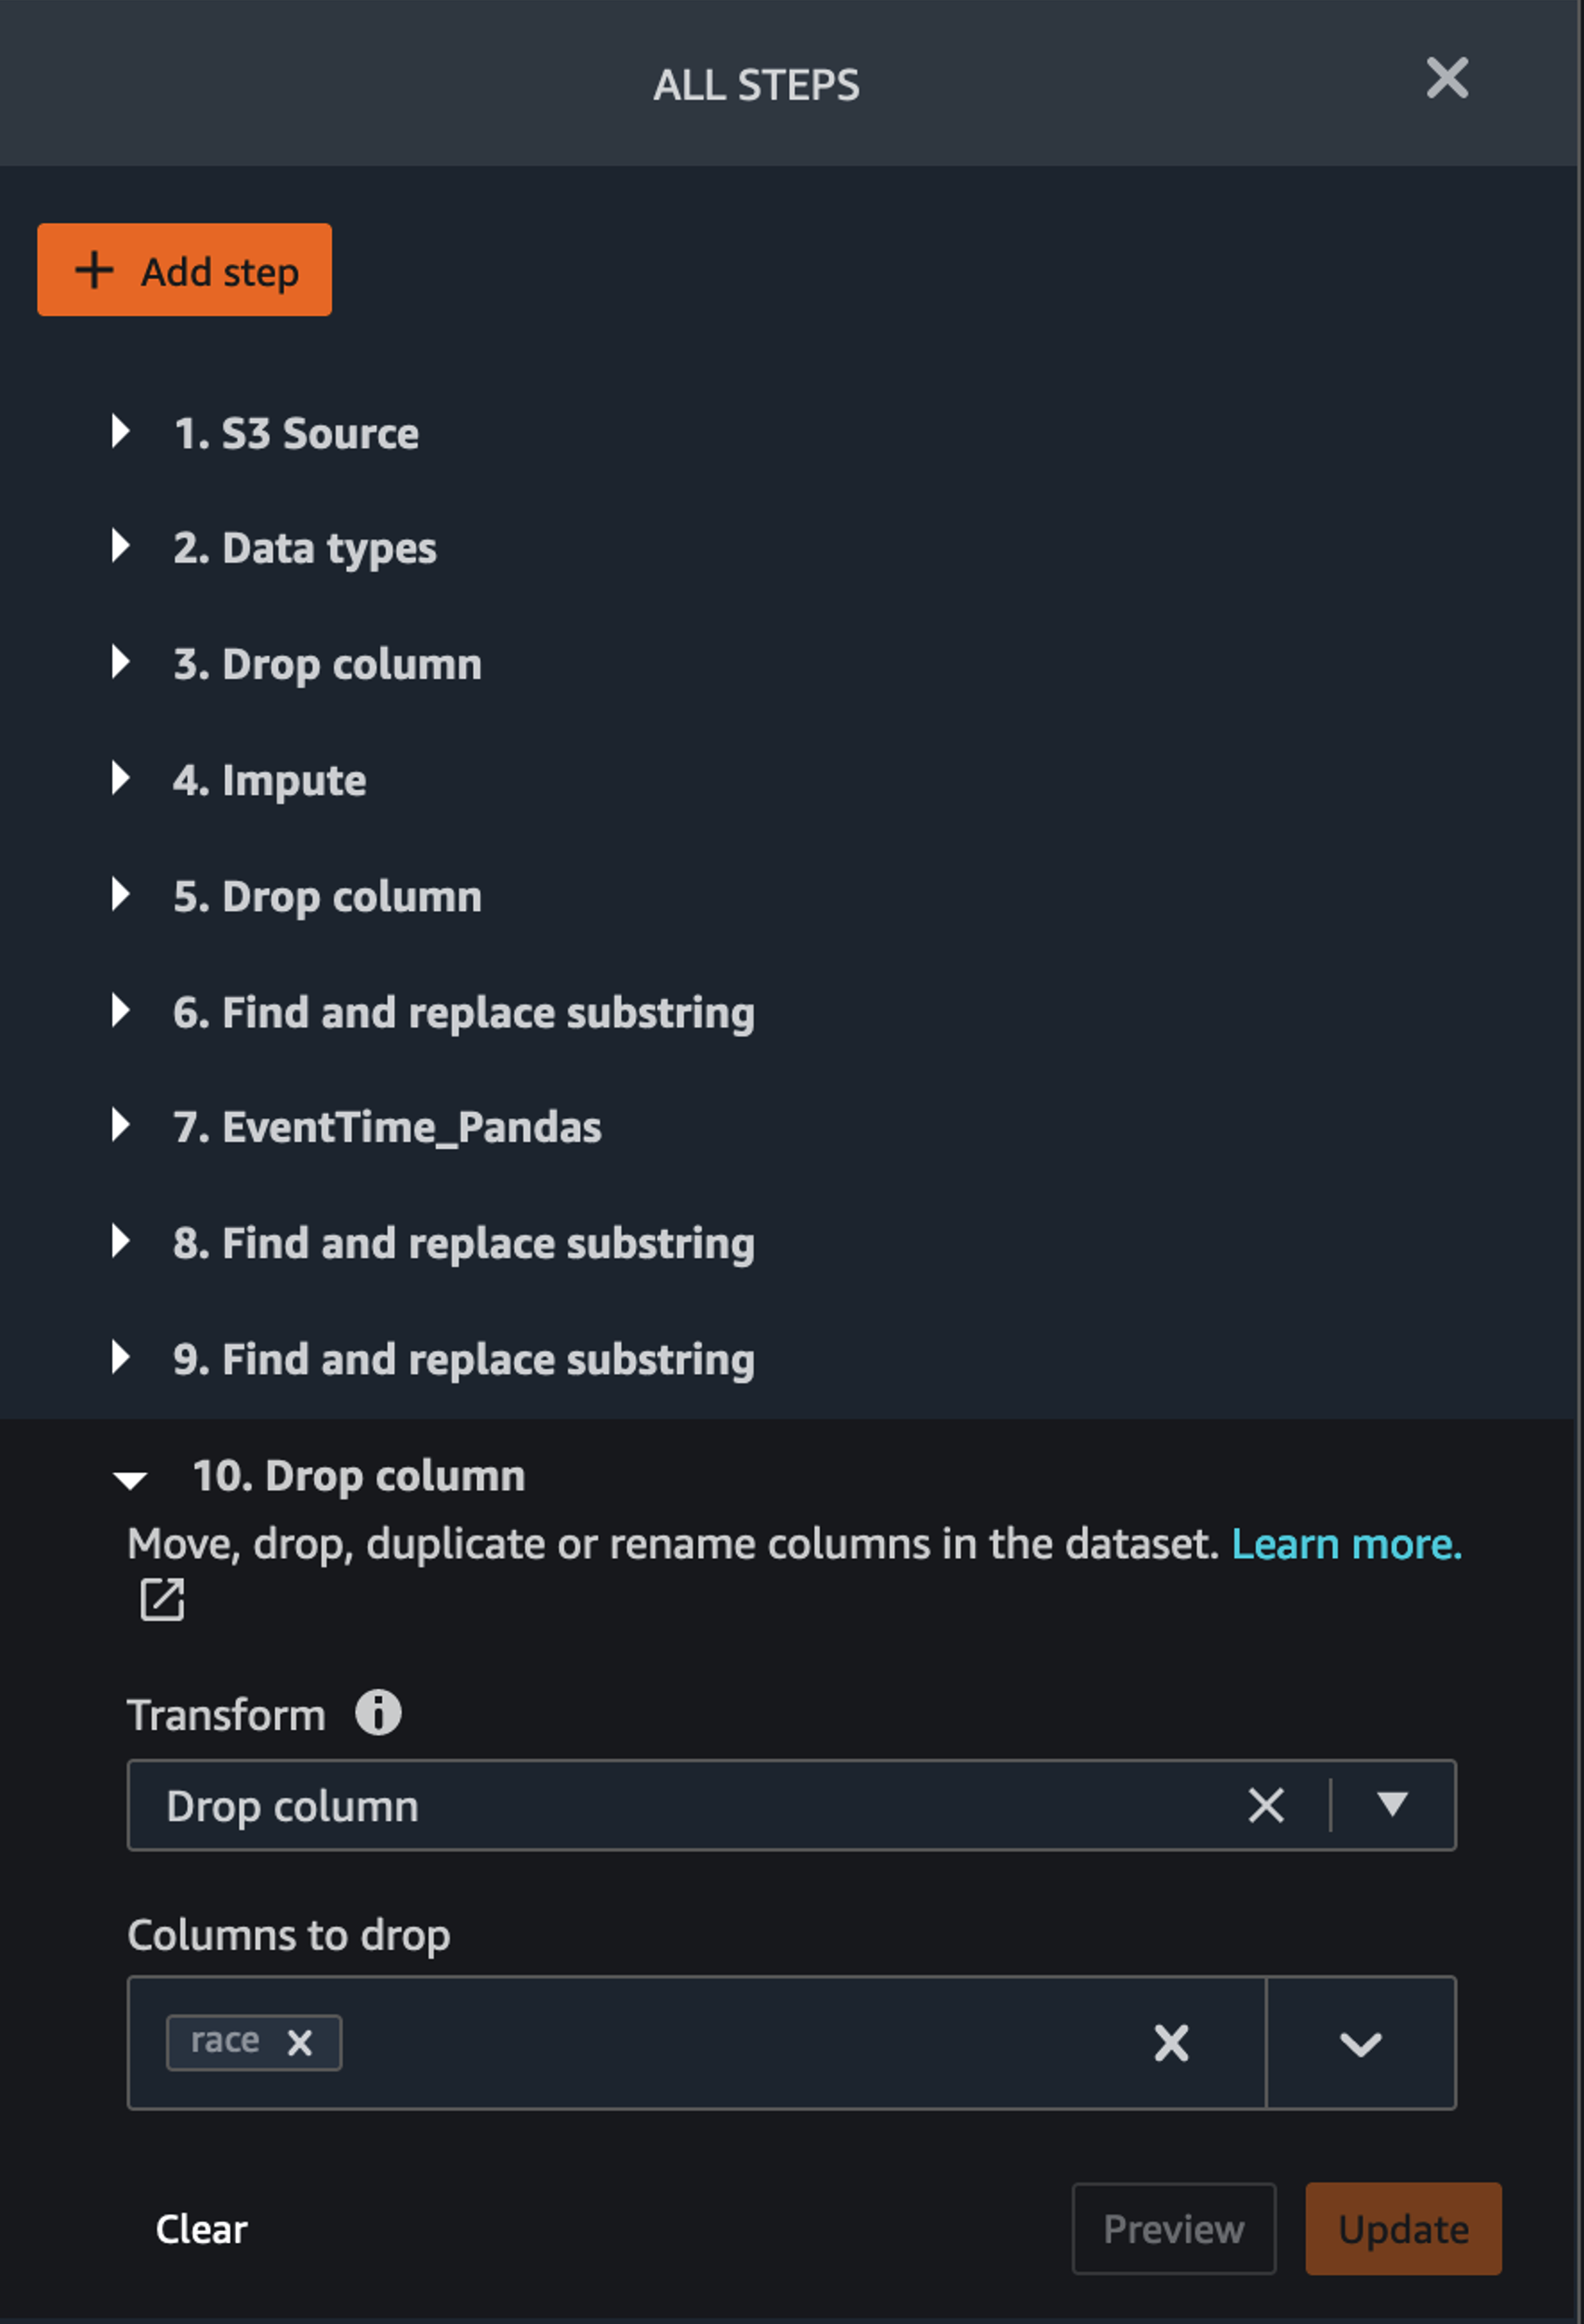 ALL STEPS
Add step
1. S3 Source
2. Data types
3. Drop column
4. Impute
5. Drop column
6. Find and replace substring
7. EventTime_Pandas
8. Find and replace substring
9. Find and replace substring
10. Drop column
Move, drop, duplicate or rename columns in the dataset. Learn more.
Transform
Drop column
Columns to drop
race
Clear
Preview
Update